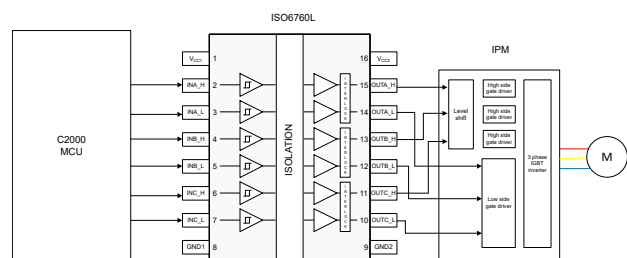 ISO6760L
IPM
C2000
MCU
VCC1
1
INA_H
2
INA_L
3
INB_H
4
INB_L
5
INC_H
6
INC_L
7
GND1
8
ISOLATION
INTERLOCK
INTERLOCK
INTERLOCK
16
VCC2
15
OUTA_H
14
OUTA_L
13
OUTB_H
12
OUTB_L
11
OUTC_H
10
OUTC_L
9
GND2
Level
shift
High side
gate driver
High side
gate driver
High side
gate driver
Low side
gate driver
3 phase
IGBT
inverter
M